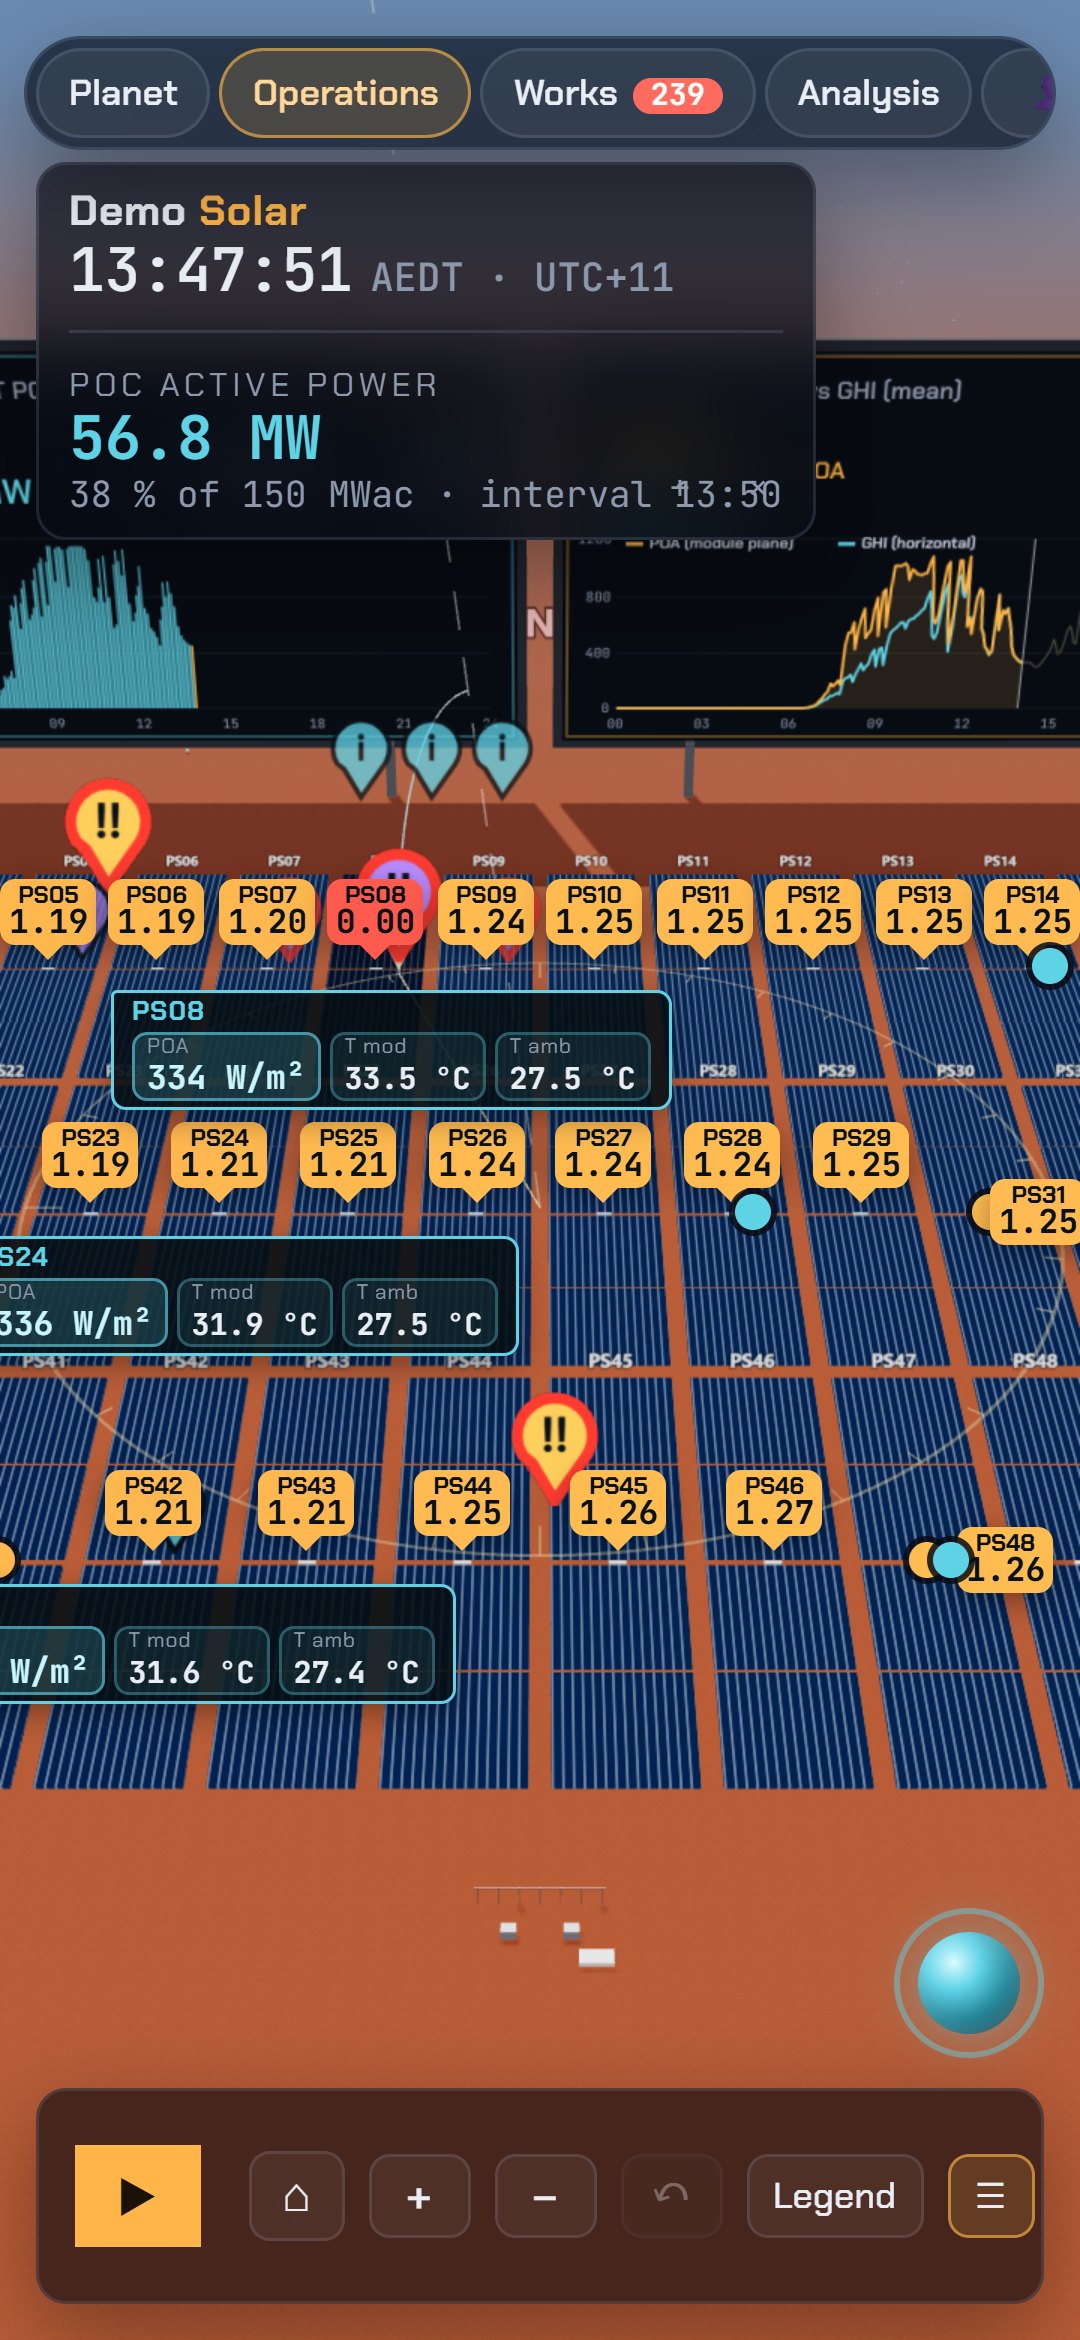 Planet
Operations
Works 239
Analysis
Demo Solar
13:47:51 AEDT · UTC+11
POC ACTIVE POWER
56.8 MW
38 % of 150 MWac · interval 13:50
GHI (mean)
POA (module plane)
GHI (horizontal)
800
400
0
09 12 15 18 21
00 03 06 09 12 15
N
i i i
!!
PS06 PS07 PS09 PS10 PS11 PS12 PS13 PS14
PS05 1.19
PS06 1.19
PS07 1.20
PS08 0.00
PS09 1.24
PS10 1.25
PS11 1.25
PS12 1.25
PS13 1.25
PS14 1.25
PS08
POA 334 W/m²
T mod 33.5 °C
T amb 27.5 °C
PS28 PS29 PS30
PS23 1.19
PS24 1.21
PS25 1.21
PS26 1.24
PS27 1.24
PS28 1.24
PS29 1.25
PS31 1.25
S24
POA 336 W/m²
T mod 31.9 °C
T amb 27.5 °C
PS41 PS42 PS43 PS44 PS45 PS46 PS47 PS48
!!
PS42 1.21
PS43 1.21
PS44 1.25
PS45 1.26
PS46 1.27
PS48 1.26
W/m²
T mod 31.6 °C
T amb 27.4 °C
+
−
Legend